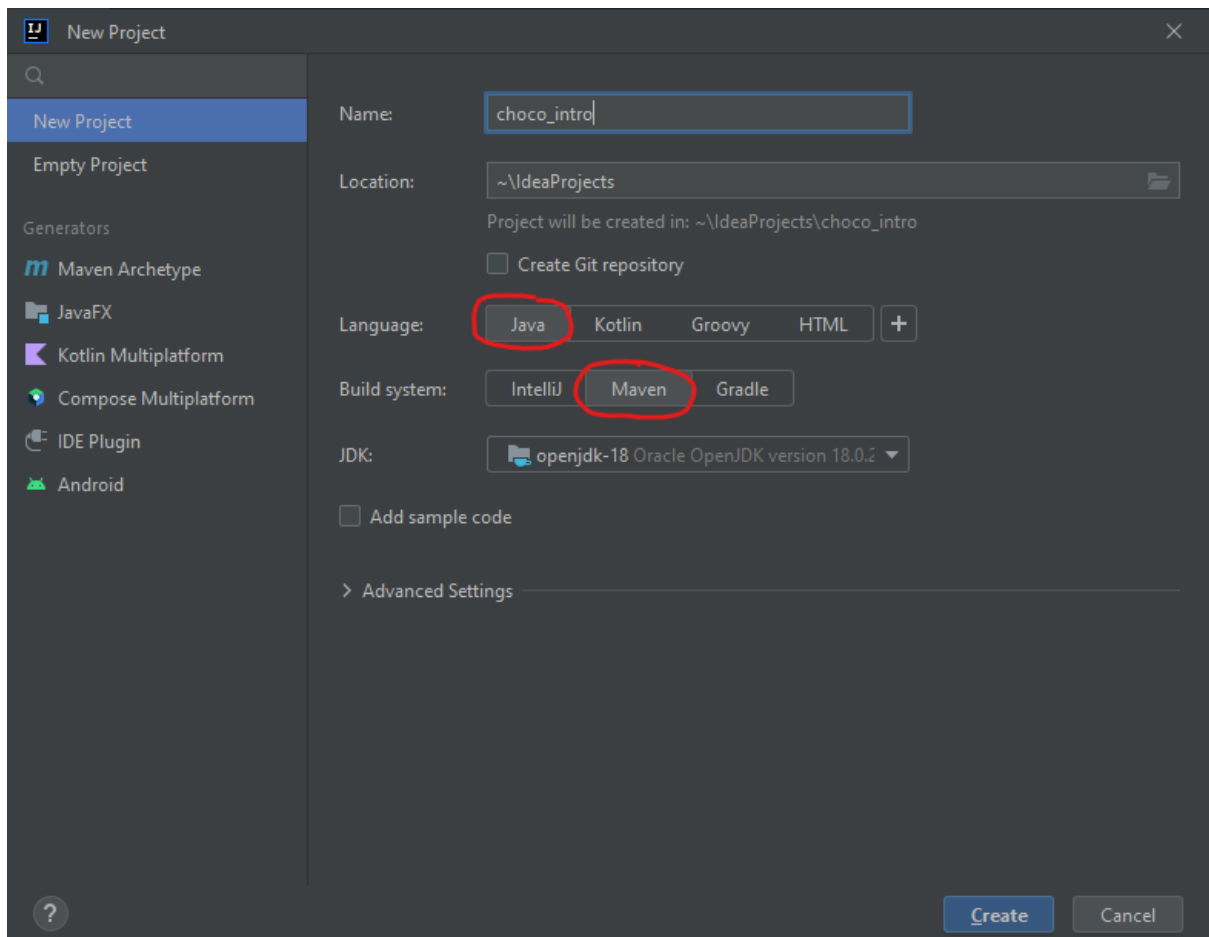 New Project
New Project
Empty Project
Generators
Maven Archetype
JavaFX
Kotlin Multiplatform
Compose Multiplatform
IDE Plugin
Android
Name: choco_intro
Location: ~\IdeaProjects
Project will be created in: ~\IdeaProjects\choco_intro
Create Git repository
Language: Java Kotlin Groovy HTML +
Build system: IntelliJ Maven Gradle
JDK: openjdk-18 Oracle OpenJDK version 18.0.2
Add sample code
Advanced Settings
? Create Cancel